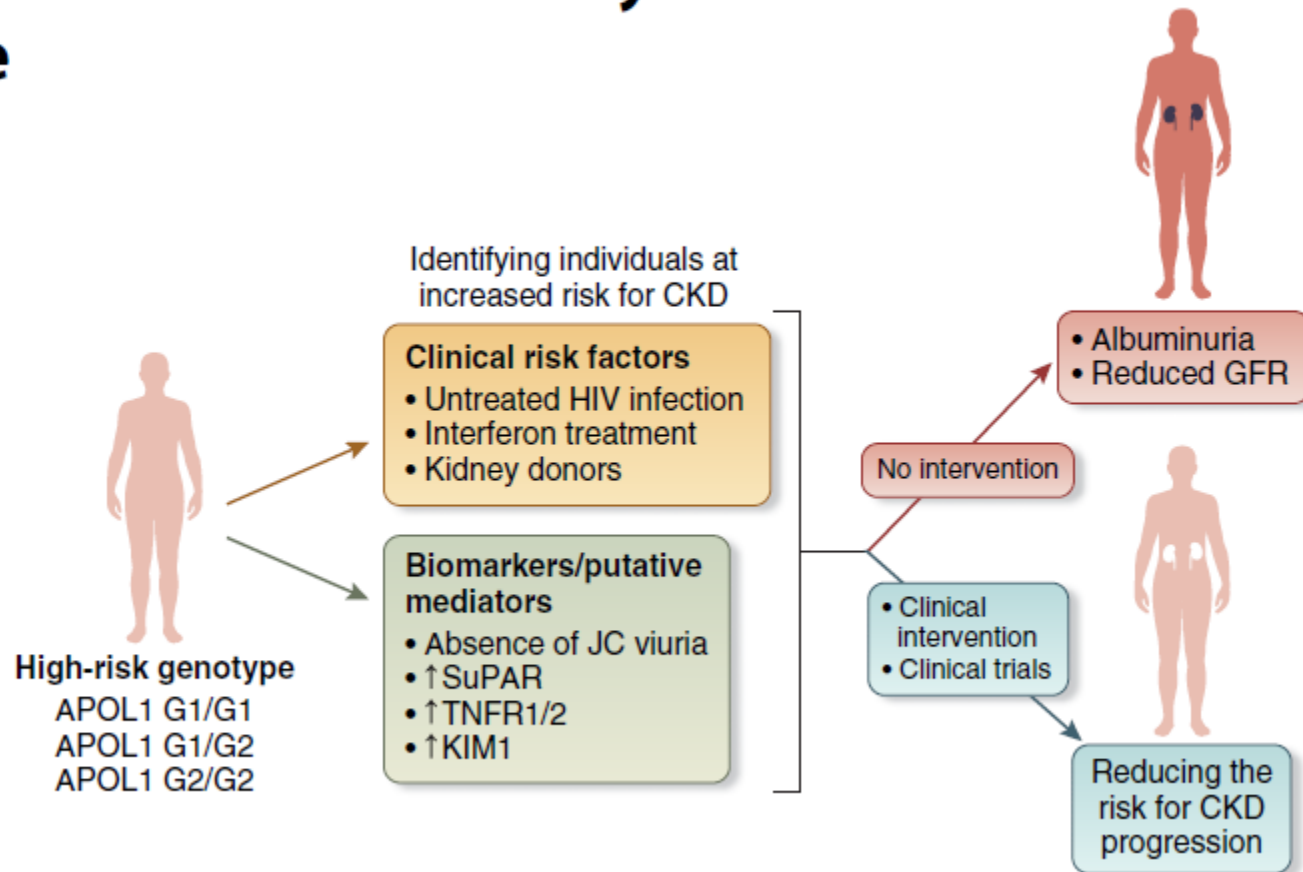 e
Identifying individuals at
increased risk for CKD
Clinical risk factors
• Untreated HIV infection
• Interferon treatment
• Kidney donors
Biomarkers/putative
mediators
• Absence of JC viuria
• ↑SuPAR
• ↑TNFR1/2
• ↑KIM1
High-risk genotype
APOL1 G1/G1
APOL1 G1/G2
APOL1 G2/G2
No intervention
• Albuminuria
• Reduced GFR
• Clinical
intervention
• Clinical trials
Reducing the
risk for CKD
progression